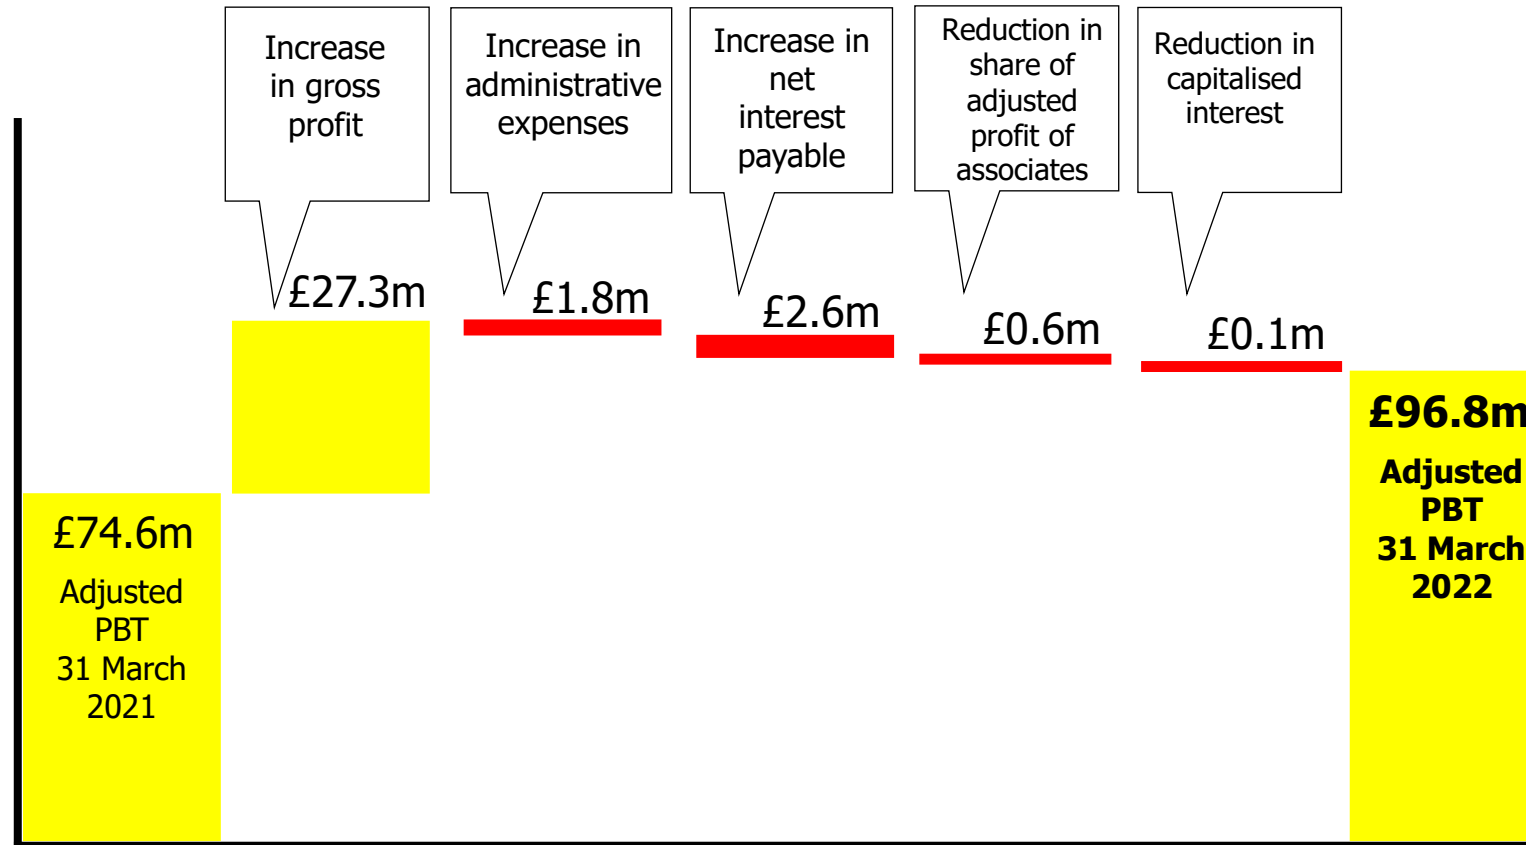 Increase
in gross
profit
Increase in
administrative
expenses
Increase in
net
interest
payable
Reduction in
share of
adjusted
profit of
associates
Reduction in
capitalised
interest
£27.3m
£1.8m
£2.6m
£0.6m
£0.1m
£74.6m
Adjusted
PBT
31 March
2021
£96.8m
Adjusted
PBT
31 March
2022